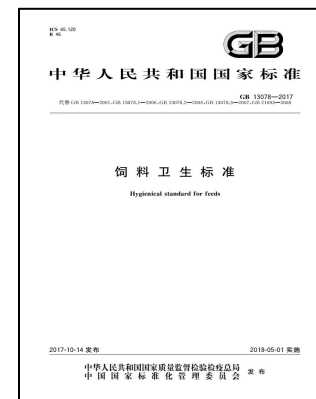 ICS 65.120
B 46
GB
中华人民共和国国家标准
GB 13078—2017
代替 GB 13078—2001,GB 13078.1—2006,GB 13078.2—2006,GB 13078.3—2007,GB 21693—2008
饲料卫生标准
Hygienical standard for feeds
2017-10-14 发布
2018-05-01 实施
中华人民共和国国家质量监督检验检疫总局
中国国家标准化管理委员会
发布